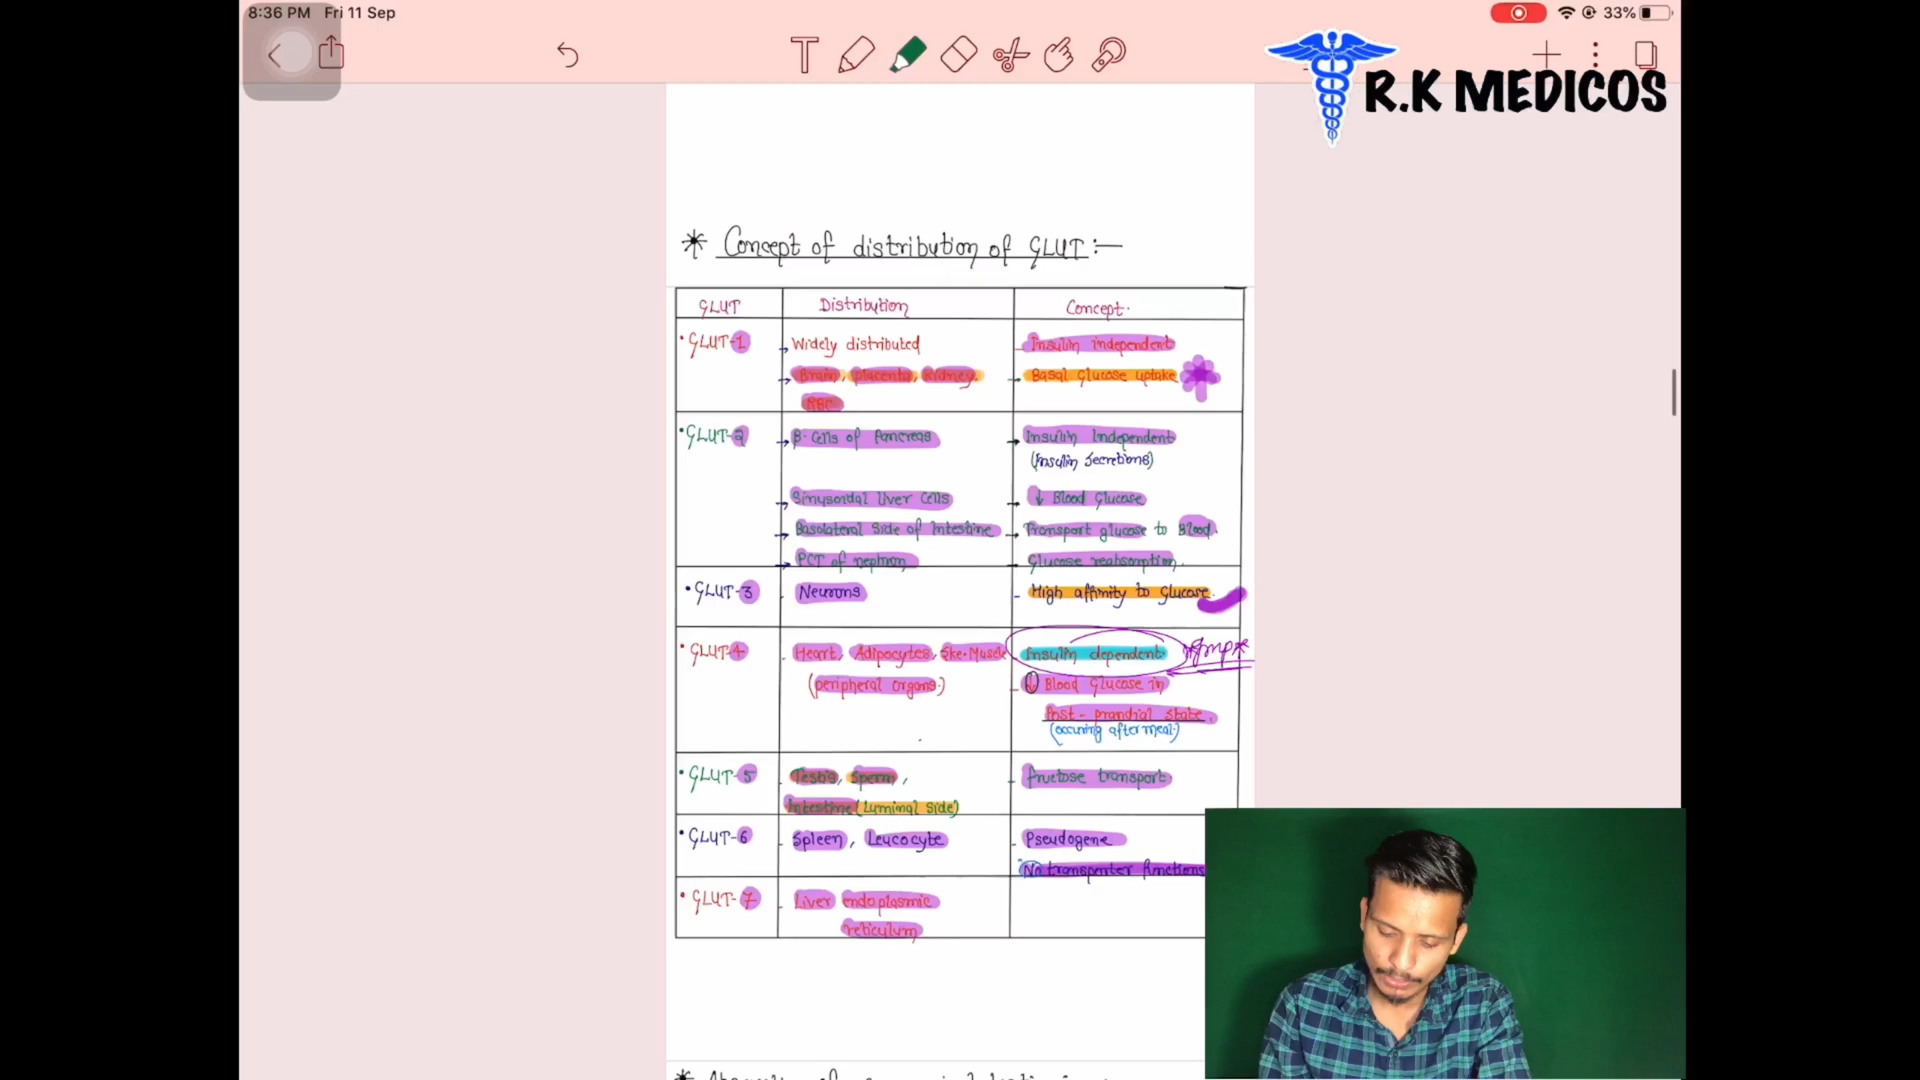 8:36 PM Fri 11 Sep
33%
R.K MEDICOS
* Concept of distribution of GLUT:-
GLUT Distribution Concept.
• GLUT-1 Widely distributed Insulin independent
Brain, placenta, kidney, Basal Glucose uptake
RBC
• GLUT-2 β-Cells of Pancreas Insulin Independent
(Insulin Secretions)
Sinusoidal Liver Cells ↓ Blood Glucose
Basolateral Side of Intestine Transport glucose to Blood.
PCT of nephron Glucose reabsorption.
• GLUT-3 Neurons High affinity to Glucose.
• GLUT-4 Heart, Adipocytes, Ske. Muscle Insulin dependent *Imp*
(peripheral organs.) ↓ Blood Glucose in
Post - prandial state.
(occuring after meal)
• GLUT-5 Testis, Sperm, fructose transport.
Intestine (Luminal Side)
• GLUT-6 Spleen, Leucocyte Pseudogene
No transporter functions
• GLUT-7 Liver endoplasmic
reticulum